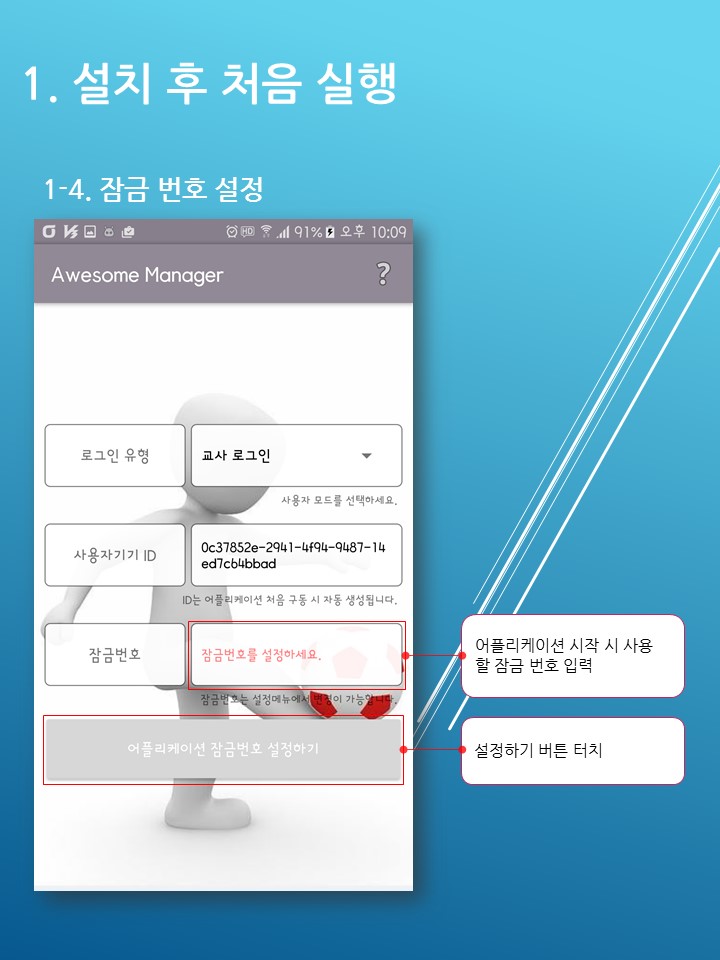 1. 설치 후 처음 실행
1-4. 잠금 번호 설정
HD 91% 오후 10:09
Awesome Manager ?
로그인 유형
교사 로그인
사용자 모드를 선택하세요.
사용자기기 ID
0c37852e-2941-4f94-9487-14
ed7c64bbad
ID는 어플리케이션 처음 구동 시 자동 생성됩니다.
잠금번호
잠금번호를 설정하세요.
어플리케이션 시작 시 사용
할 잠금 번호 입력
잠금번호는 설정메뉴에서 변경이 가능합니다.
어플리케이션 잠금번호 설정하기
설정하기 버튼 터치